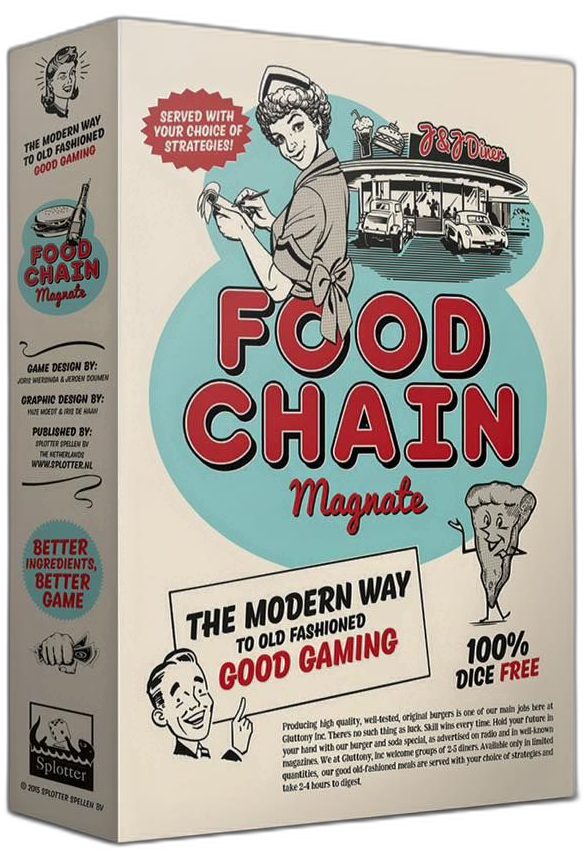 THE MODERN WAY
TO OLD FASHIONED
GOOD GAMING
FOOD
CHAIN
Magnate
GAME DESIGN BY:
JORIS WIERSINGA & JEROEN DOUMEN
GRAPHIC DESIGN BY:
YNZE MOEDT & IRIS DE HAAN
PUBLISHED BY:
SPLOTTER SPELLEN BV
THE NETHERLANDS
WWW.SPLOTTER.NL
BETTER
INGREDIENTS,
BETTER
GAME
Splotter
© 2015 SPLOTTER SPELLEN BV
SERVED WITH
YOUR CHOICE OF
STRATEGIES!
J&J Diner
FOOD
CHAIN
Magnate
THE MODERN WAY
TO OLD FASHIONED
GOOD GAMING
100%
DICE FREE
Producing high quality, well-tested, original burgers is one of our main jobs here at
Gluttony Inc. There's no such thing as luck. Skill wins every time. Hold your future in
your hand with our burger and soda special, as advertised on radio and in well-known
magazines. We at Gluttony, Inc welcome groups of 2-5 diners. Available only in limited
quantities, our good old-fashioned meals are served with your choice of strategies and
take 2-4 hours to digest.